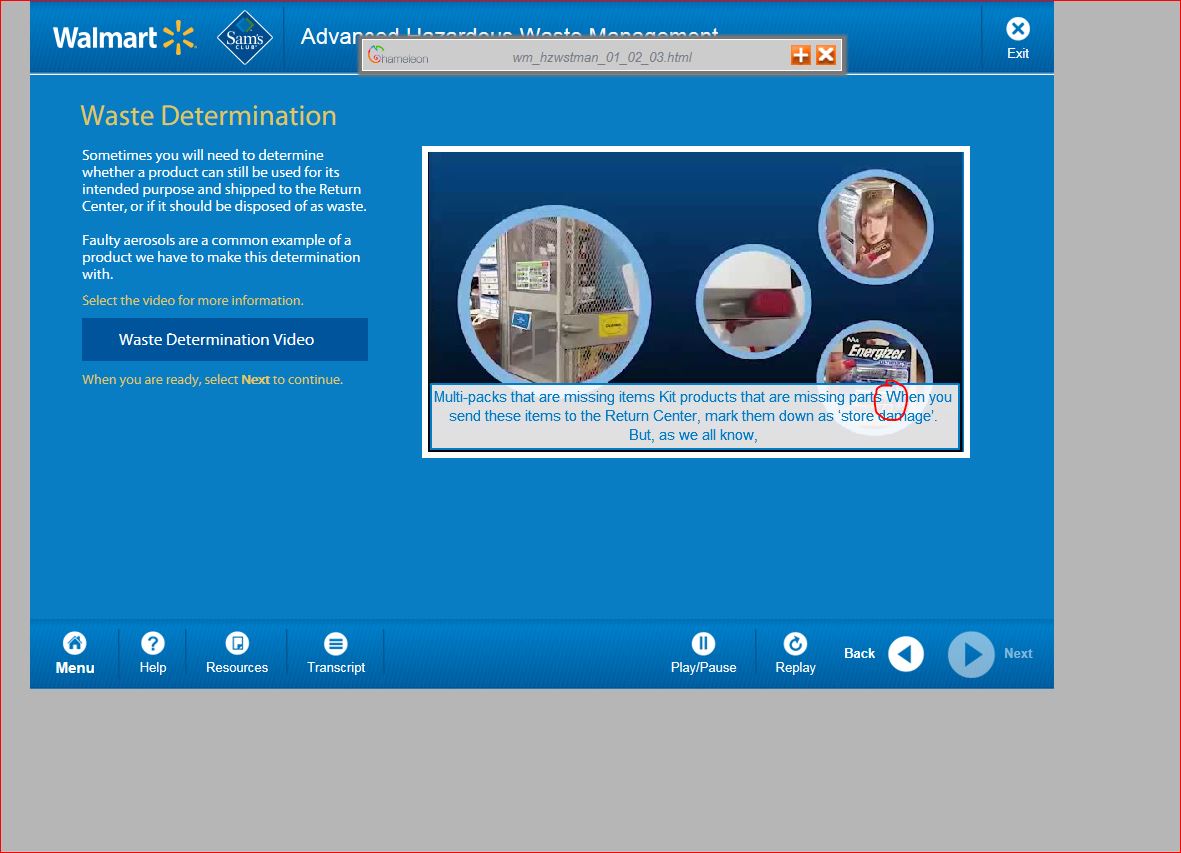 Walmart
Sam's
CLUB
Advanced Hazardous Waste Management
Exit
Chameleon
wm_hzwstman_01_02_03.html
Waste Determination
Sometimes you will need to determine
whether a product can still be used for its
intended purpose and shipped to the Return
Center, or if it should be disposed of as waste.
Faulty aerosols are a common example of a
product we have to make this determination
with.
Select the video for more information.
Waste Determination Video
When you are ready, select Next to continue.
Energizer
AAA
Multi-packs that are missing items Kit products that are missing parts When you
send these items to the Return Center, mark them down as ‘store damage’.
But, as we all know,
Menu
Help
Resources
Transcript
Play/Pause
Replay
Back
Next